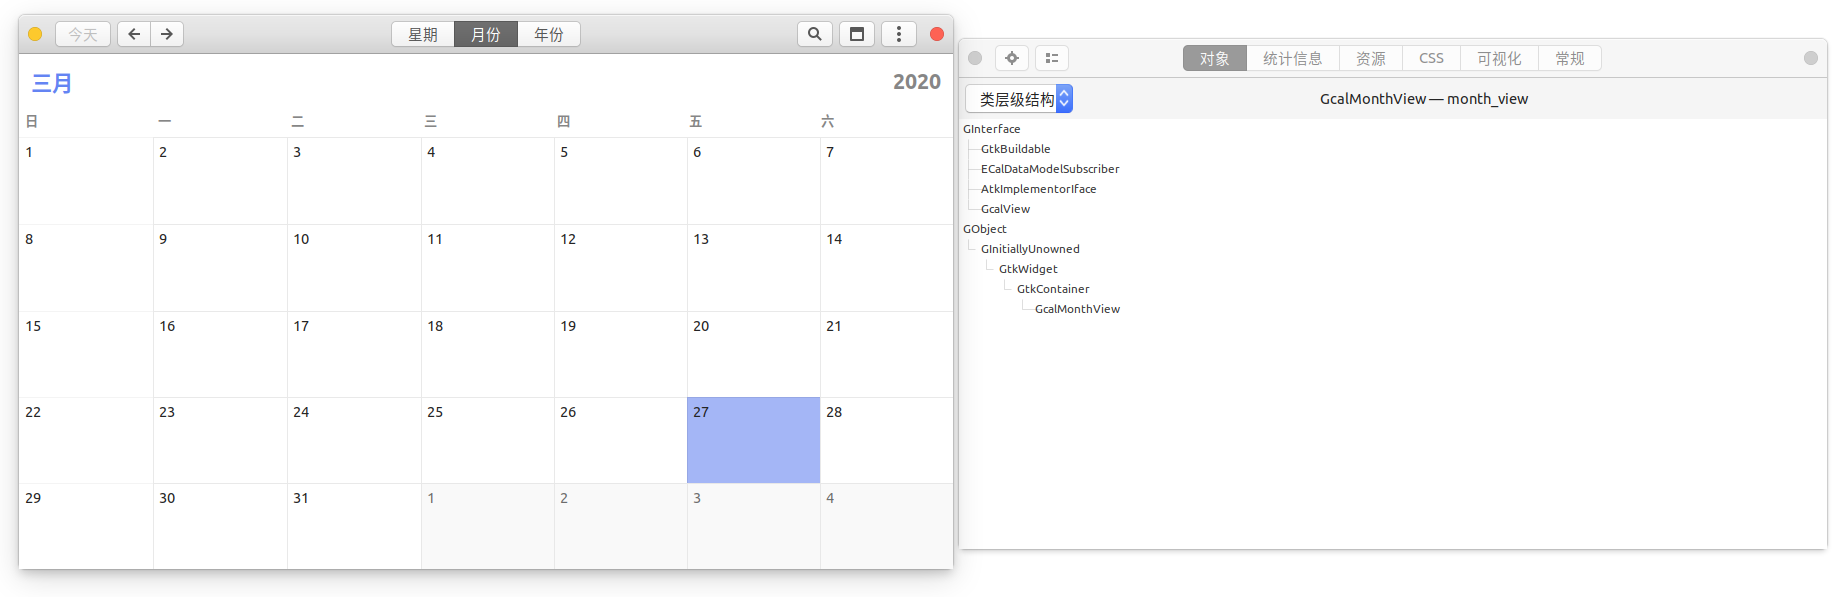 今天 星期 月份 年份
三月 2020
日 一 二 三 四 五 六
1 2 3 4 5 6 7
8 9 10 11 12 13 14
15 16 17 18 19 20 21
22 23 24 25 26 27 28
29 30 31 1 2 3 4
对象 统计信息 资源 CSS 可视化 常规
类层级结构 GcalMonthView — month_view
GInterface
GtkBuildable
ECalDataModelSubscriber
AtkImplementorIface
GcalView
GObject
GInitiallyUnowned
GtkWidget
GtkContainer
GcalMonthView